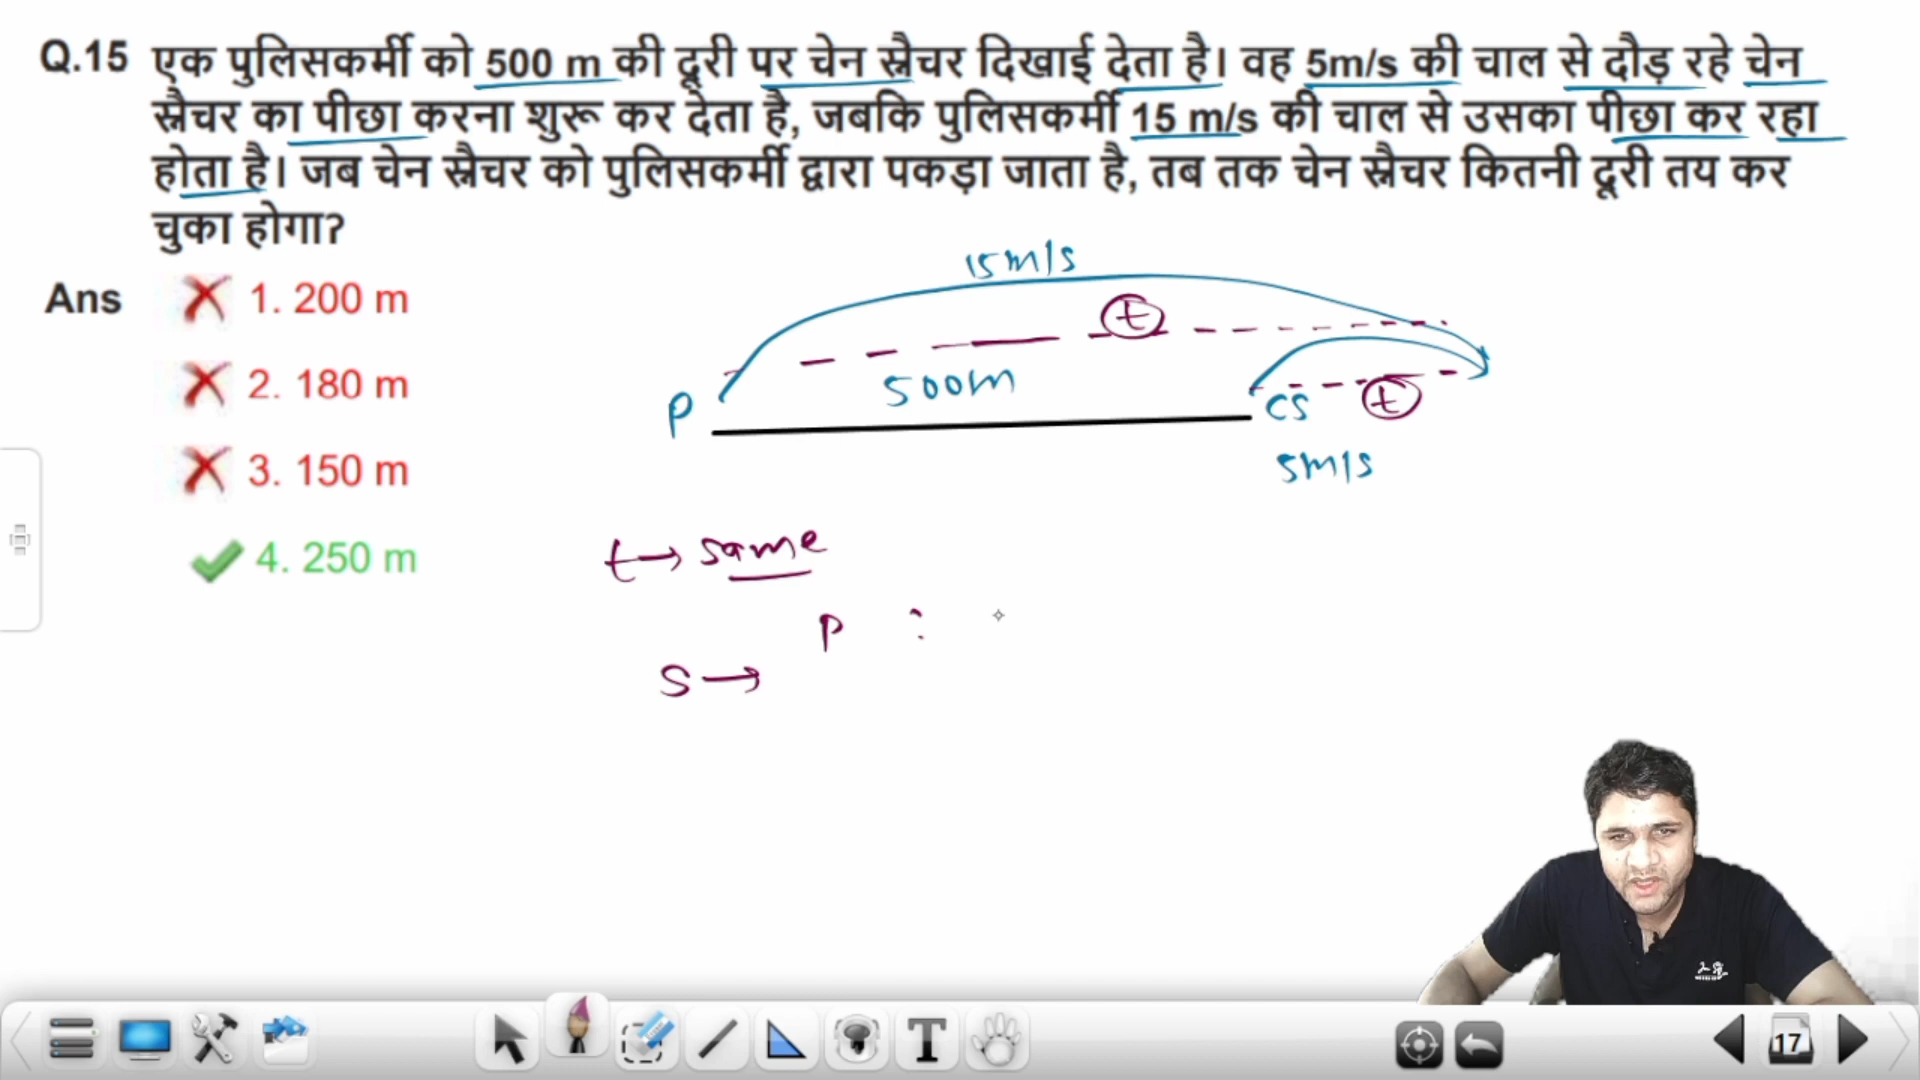 Q.15 एक पुलिसकर्मी को 500 m की दूरी पर चेन स्नैचर दिखाई देता है। वह 5m/s की चाल से दौड़ रहे चेन
स्नैचर का पीछा करना शुरू कर देता है, जबकि पुलिसकर्मी 15 m/s की चाल से उसका पीछा कर रहा
होता है। जब चेन स्नैचर को पुलिसकर्मी द्वारा पकड़ा जाता है, तब तक चेन स्नैचर कितनी दूरी तय कर
चुका होगा?
Ans
1. 200 m
2. 180 m
3. 150 m
4. 250 m
15m/s
t
500m
P
CS
t
5m/s
t→ same
P :
S→
17